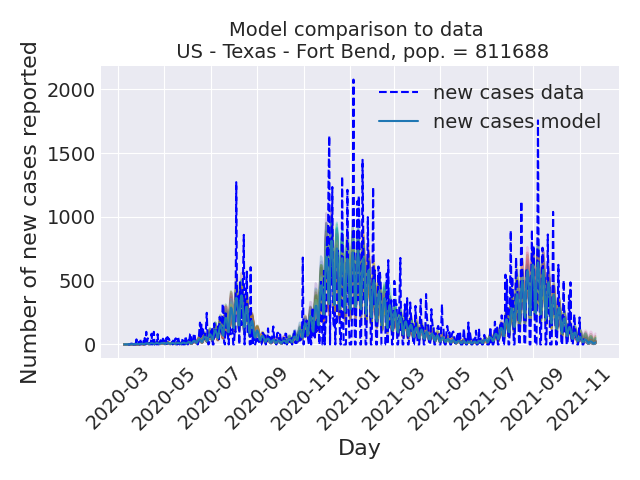 Model comparison to data
US - Texas - Fort Bend, pop. = 811688
Number of new cases reported
2000
1500
1000
500
0
new cases data
new cases model
2020-03
2020-05
2020-07
2020-09
2020-11
2021-01
2021-03
2021-05
2021-07
2021-09
2021-11
Day